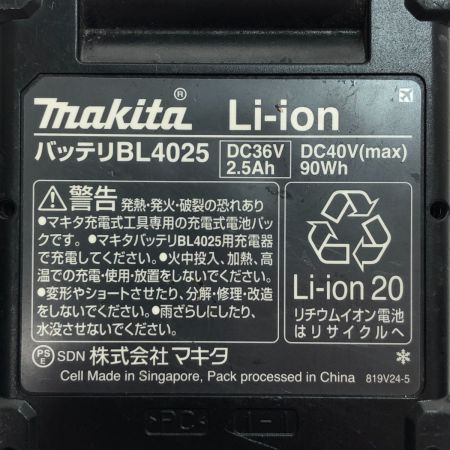 makita® Li-ion
バッテリBL4025 DC36V 2.5Ah DC40V(max) 90Wh
⚠警告 発熱・発火・破裂の恐れあり
●マキタ充電式工具専用の充電式電池パッ
クです。●マキタバッテリBL4025用充電器
で充電してください。●火中投入、加熱、高
温での充電・使用・放置をしないでください。
●変形やショートさせたり、分解・修理・改造
をしないでください。●雨ざらしにしたり、
水没させないでください。
Li-ion 20
リチウムイオン電池
はリサイクルへ
PSE SDN 株式会社 マキタ
Cell Made in Singapore, Pack processed in China 819V24-5
>PC<